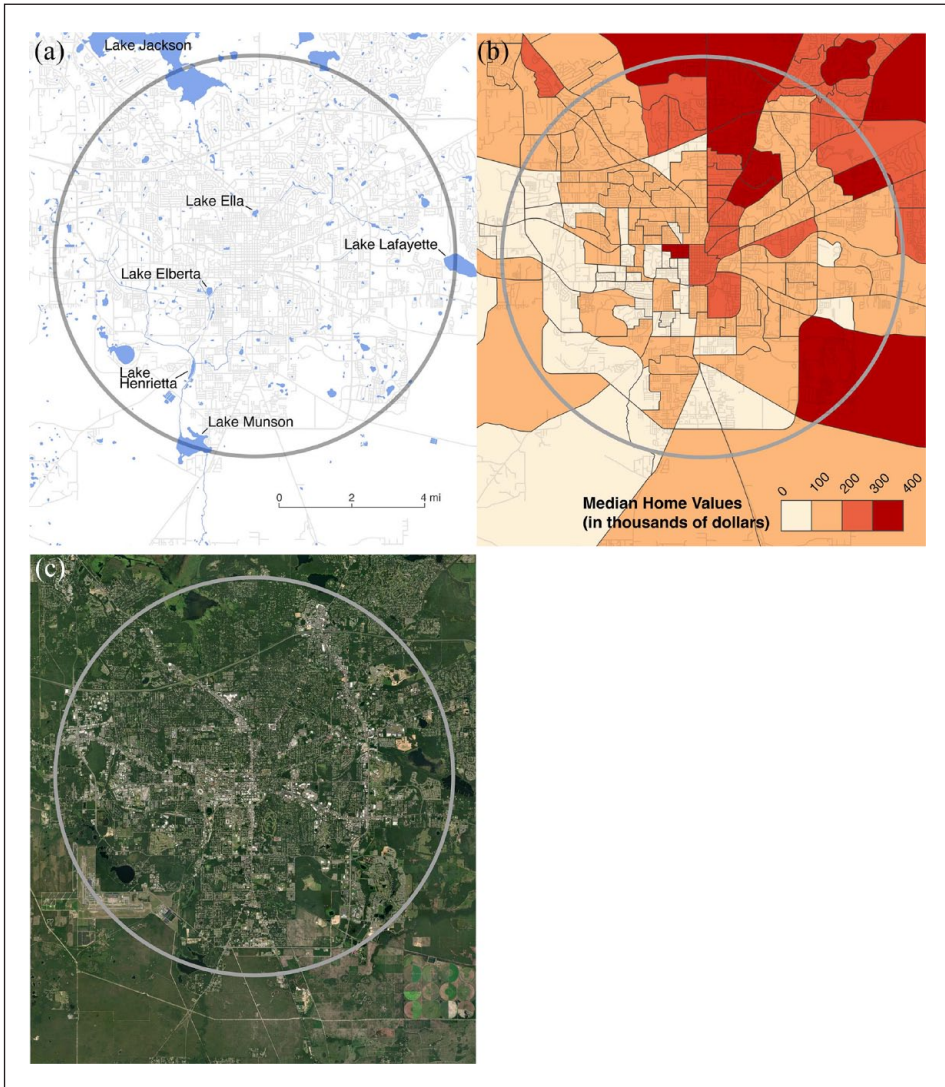 (a)
Lake Jackson
Lake Ella
Lake Lafayette
Lake Elberta
Lake
Henrietta
Lake Munson
0 2 4 mi
(b)
0 100 200 300 400
Median Home Values
(in thousands of dollars)
(c)